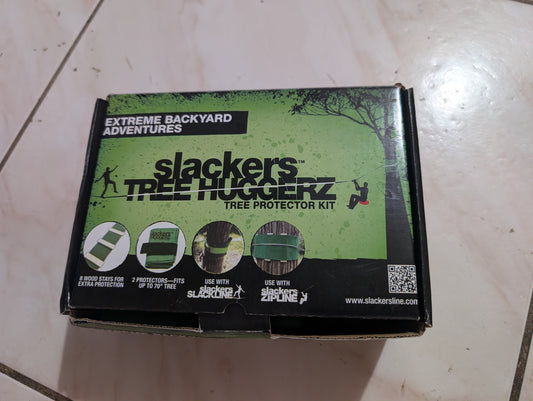 EXTREME BACKYARD
ADVENTURES
slackers™
TREE HUGGERZ
TREE PROTECTOR KIT
8 WOOD STAYS FOR
EXTRA PROTECTION
2 PROTECTORS—FITS
UP TO 70" TREE
USE WITH
slackers
SLACKLINE
USE WITH
slackers
ZIPLINE
www.slackersline.com